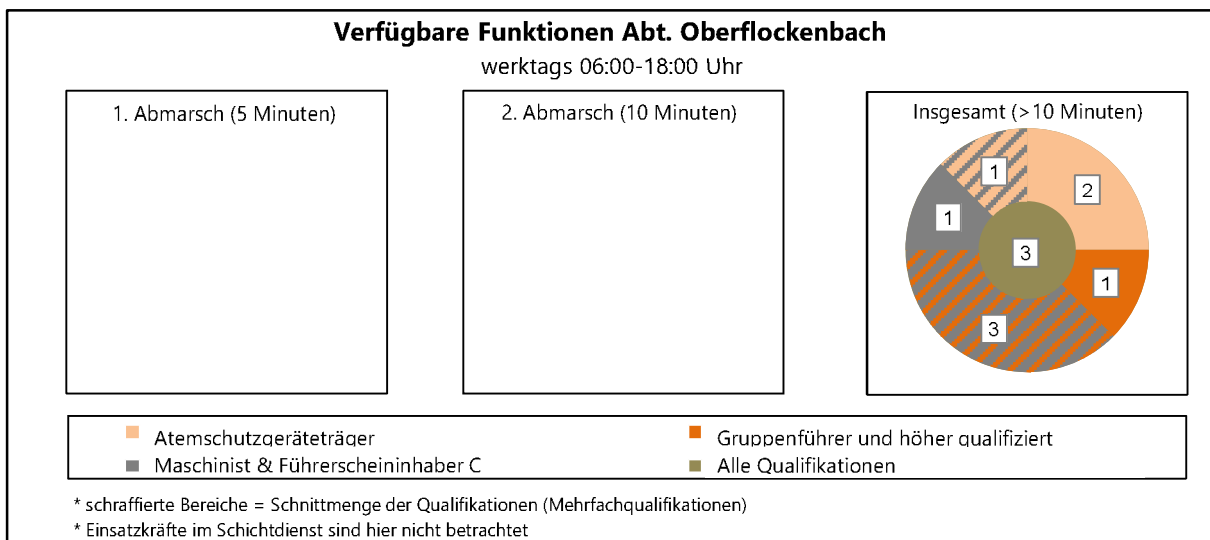 Verfügbare Funktionen Abt. Oberflockenbach
werktags 06:00-18:00 Uhr
1. Abmarsch (5 Minuten)
2. Abmarsch (10 Minuten)
Insgesamt (>10 Minuten)
1
2
1
3
1
3
Atemschutzgeräteträger
Gruppenführer und höher qualifiziert
Maschinist & Führerscheininhaber C
Alle Qualifikationen
* schraffierte Bereiche = Schnittmenge der Qualifikationen (Mehrfachqualifikationen)
* Einsatzkräfte im Schichtdienst sind hier nicht betrachtet